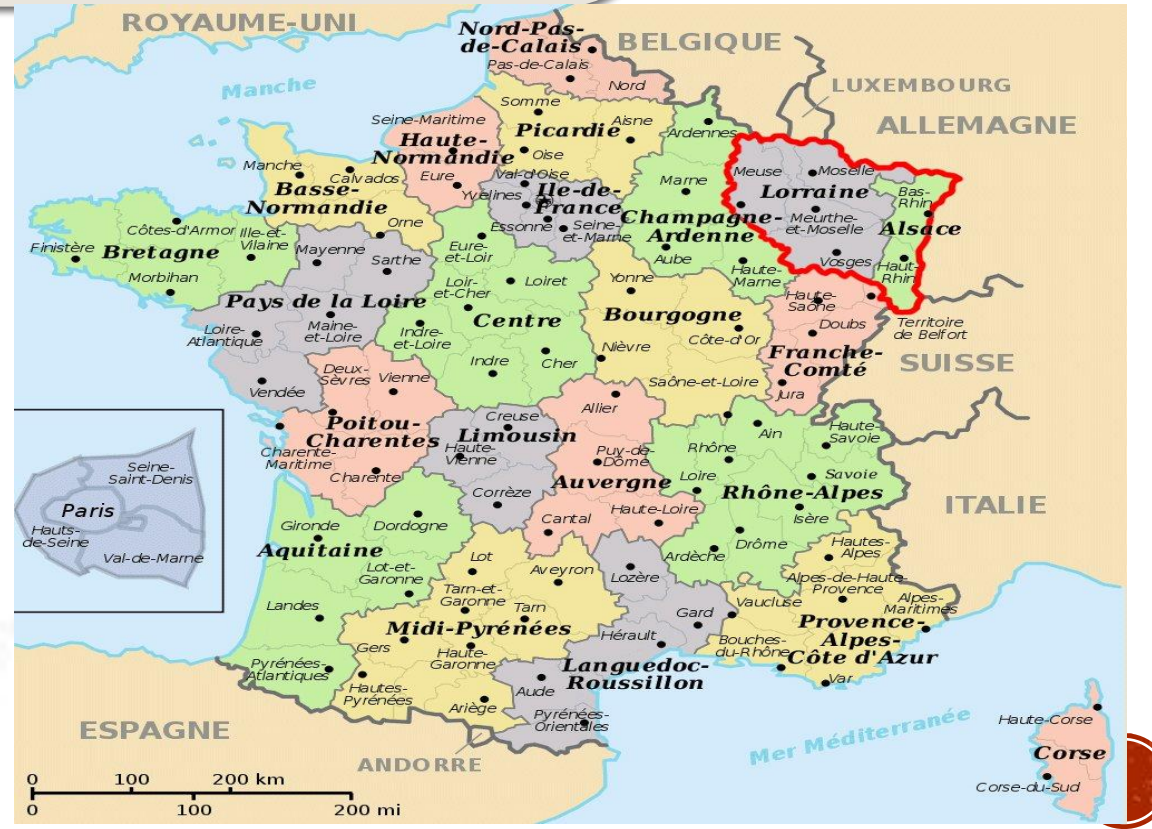 ROYAUME-UNI
Nord-Pas-
de-Calais
BELGIQUE
Pas-de-Calais
Nord
LUXEMBOURG
Manche
ALLEMAGNE
Somme
Seine-Maritime
Picardie
Aisne
Ardennes
Haute-
Normandie
Oise
Eure
Val-d'Oise
Yvelines
Ile-de-
France
Essonne
Seine-
et-Marne
Manche
Calvados
Basse-
Normandie
Orne
Marne
Champagne-
Ardenne
Aube
Haute-
Marne
Meuse
Moselle
Lorraine
Meurthe-
et-Moselle
Vosges
Bas-
Rhin
Alsace
Haut-
Rhin
Finistère
Côtes-d'Armor
Ille-et-
Vilaine
Bretagne
Morbihan
Mayenne
Sarthe
Pays de la Loire
Loire-
Atlantique
Maine-
et-Loire
Vendée
Eure-
et-Loir
Loir-
et-Cher
Loiret
Centre
Indre-
et-Loire
Indre
Cher
Yonne
Bourgogne
Côte-d'Or
Nièvre
Saône-et-Loire
Haute-
Saône
Doubs
Territoire
de Belfort
Franche-
Comté
Jura
SUISSE
Deux-
Sèvres
Vienne
Poitou-
Charentes
Charente-
Maritime
Charente
Creuse
Limousin
Haute-
Vienne
Corrèze
Allier
Puy-de-
Dôme
Auvergne
Cantal
Haute-Loire
Ain
Haute-
Savoie
Rhône
Loire
Savoie
Rhône-Alpes
Isère
Ardèche
Drôme
ITALIE
Seine-
Saint-Denis
Paris
Hauts-
de-Seine
Val-de-Marne
Gironde
Dordogne
Aquitaine
Lot-et-
Garonne
Landes
Pyrénées-
Atlantiques
Lot
Aveyron
Tarn-et-
Garonne
Tarn
Midi-Pyrénées
Gers
Haute-
Garonne
Hautes-
Pyrénées
Ariège
Lozère
Gard
Hérault
Languedoc-
Roussillon
Aude
Pyrénées-
Orientales
Hautes-
Alpes
Alpes-de-Haute-
Provence
Alpes-
Maritimes
Vaucluse
Provence-
Alpes-
Côte d'Azur
Bouches-
du-Rhône
Var
ESPAGNE
ANDORRE
Mer Méditerranée
Haute-Corse
Corse
Corse-du-Sud
0 100 200 km
0 100 200 mi